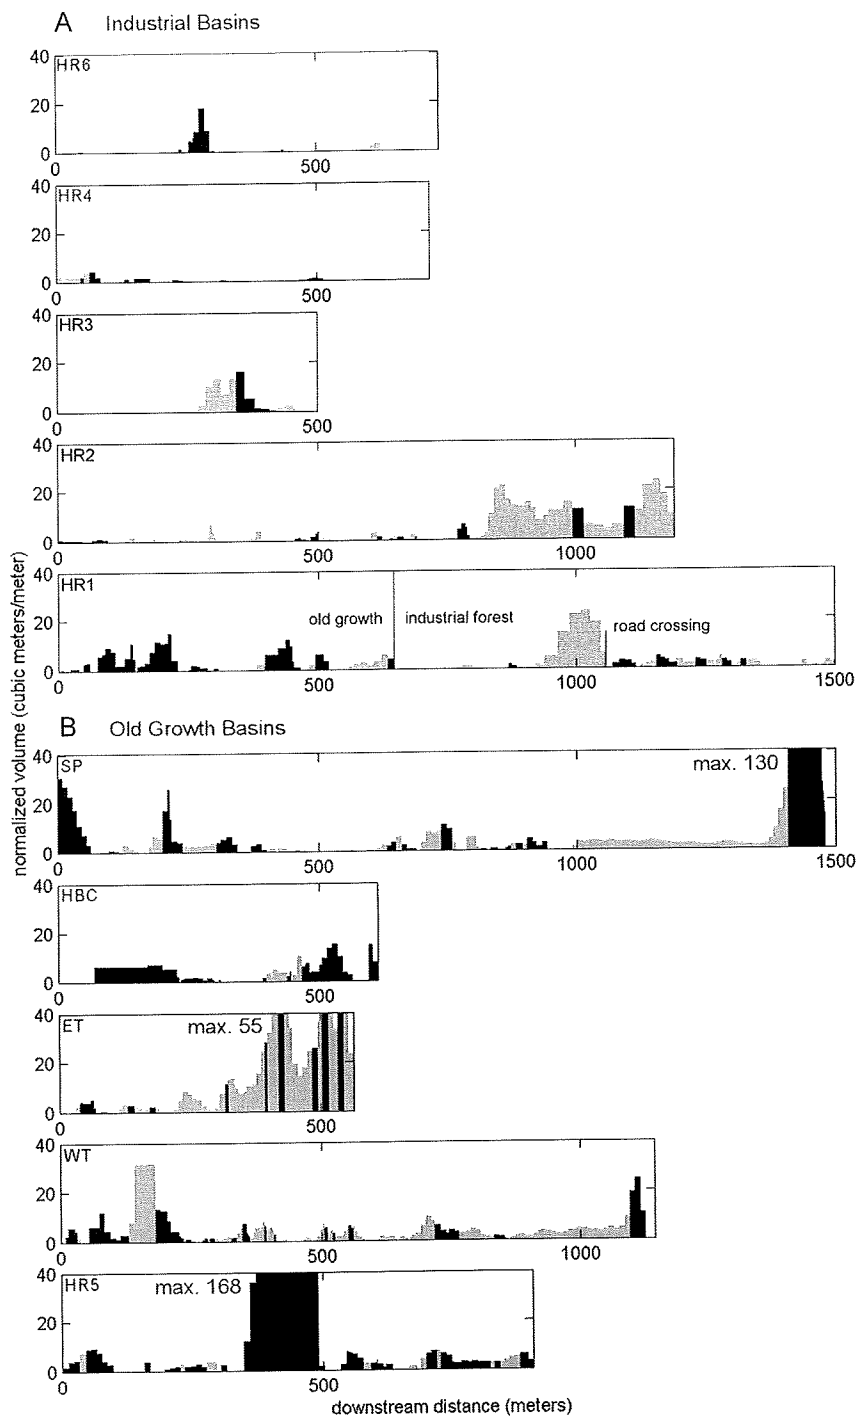 A Industrial Basins
40
HR6
20
0
0 500
40
HR4
20
0
0 500
40
HR3
20
0
0 500
40
HR2
20
0
0 500 1000
40
HR1
old growth industrial forest road crossing
20
0
0 500 1000 1500
normalized volume (cubic meters/meter)
B Old Growth Basins
40
SP max. 130
20
0
0 500 1000 1500
40
HBC
20
0
0 500
40
ET max. 55
20
0
0 500
40
WT
20
0
0 500 1000
40
HR5 max. 168
20
0
0 500
downstream distance (meters)